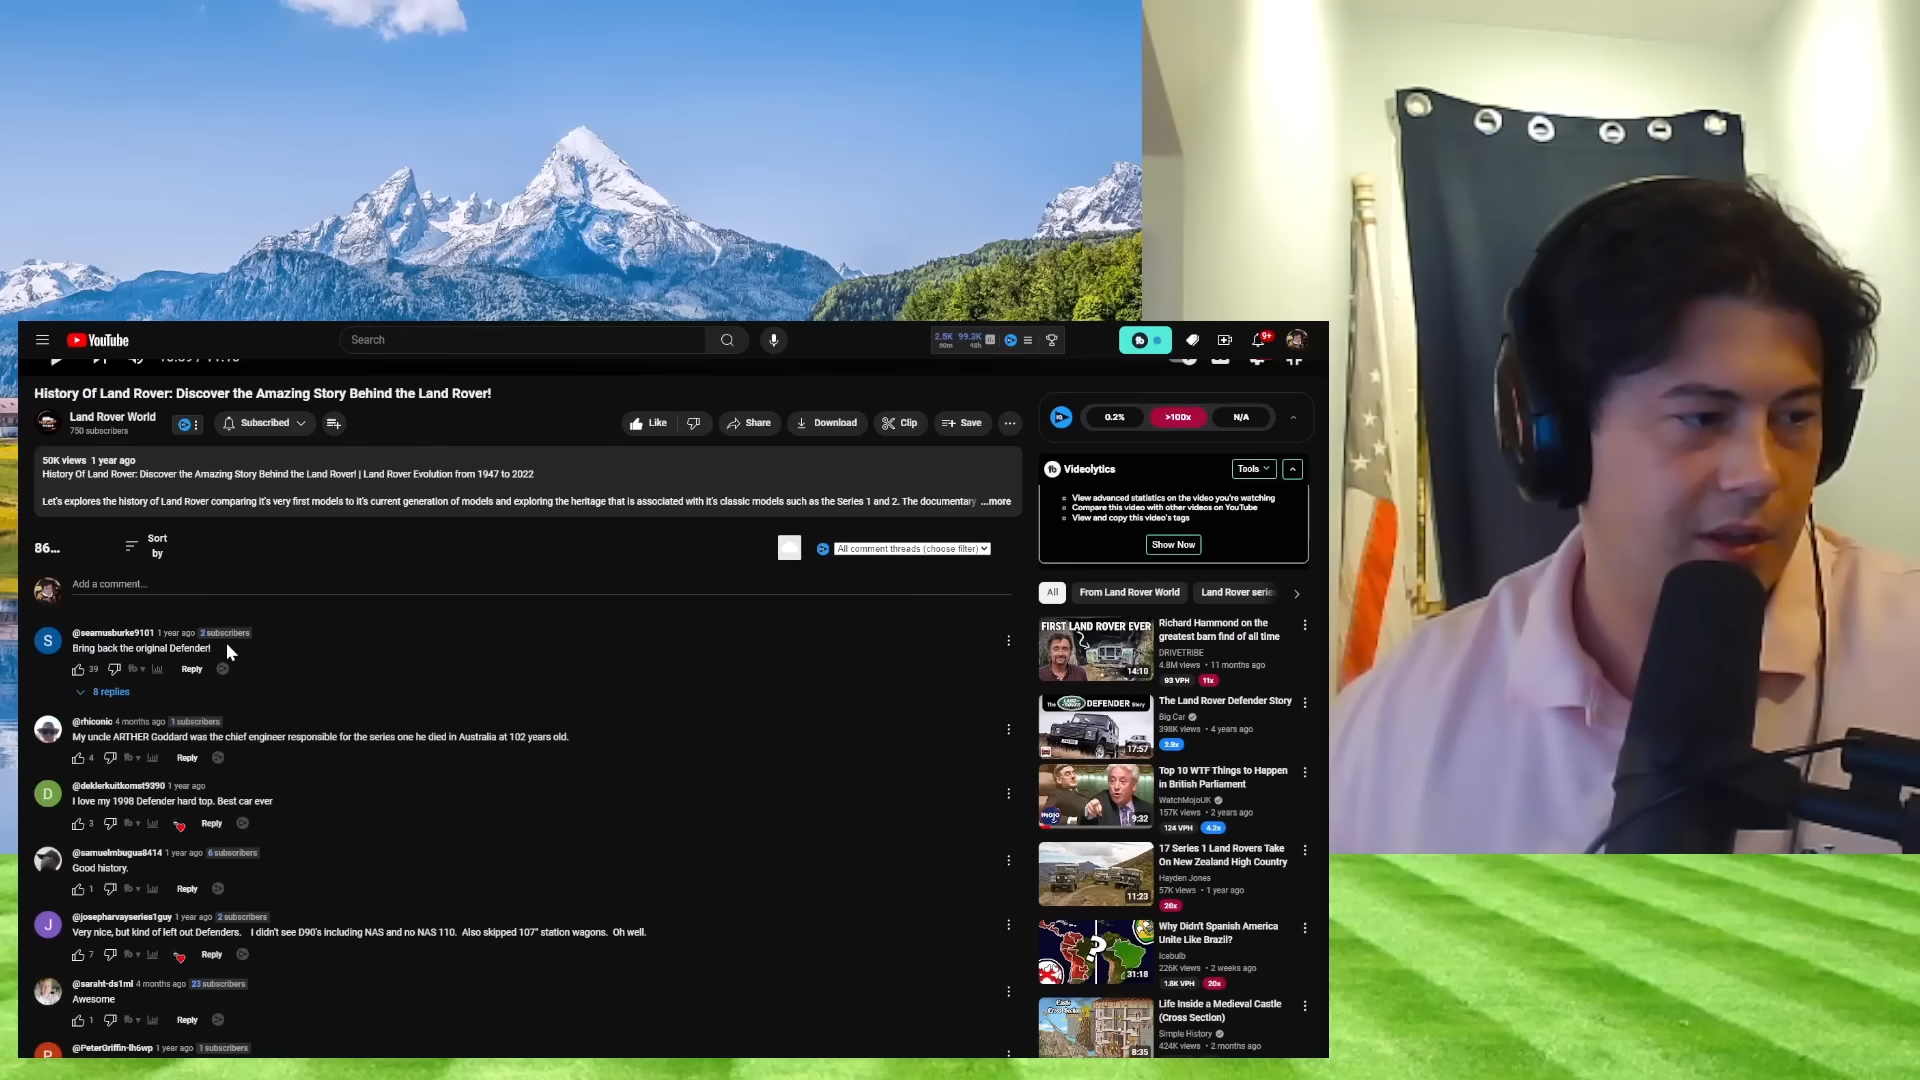 YouTube
Search
2.5K 99.3K
60m 48h
9+
History Of Land Rover: Discover the Amazing Story Behind the Land Rover!
Land Rover World
750 subscribers
Subscribed
Like
Share
Download
Clip
Save
50K views 1 year ago
History Of Land Rover: Discover the Amazing Story Behind the Land Rover! | Land Rover Evolution from 1947 to 2022
Let's explores the history of Land Rover comparing it's very first models to it's current generation of models and exploring the heritage that is associated with it's classic models such as the Series 1 and 2. The documentary ...more
86...
Sort
by
All comment threads (choose filter)
Add a comment...
S
@seamusburke9101 1 year ago 2 subscribers
Bring back the original Defender!
39
Reply
8 replies
@rhiconic 4 months ago 1 subscribers
My uncle ARTHER Goddard was the chief engineer responsible for the series one he died in Australia at 102 years old.
4
Reply
D
@deklerkuitkomst9390 1 year ago
I love my 1998 Defender hard top. Best car ever
3
Reply
@samuelmbugua8414 1 year ago 6 subscribers
Good history.
1
Reply
J
@josepharvayseries1guy 1 year ago 2 subscribers
Very nice, but kind of left out Defenders. I didn't see D90's including NAS and no NAS 110. Also skipped 107" station wagons. Oh well.
7
Reply
@saraht-ds1ml 4 months ago 23 subscribers
Awesome
1
Reply
@PeterGriffin-lh6wp 1 year ago 1 subscribers
0.2%
>100x
N/A
Videolytics
Tools
View advanced statistics on the video you're watching
Compare this video with other videos on YouTube
View and copy this video's tags
Show Now
All
From Land Rover World
Land Rover serie
FIRST LAND ROVER EVER
14:10
Richard Hammond on the
greatest barn find of all time
DRIVETRIBE
4.8M views • 11 months ago
93 VPH 11x
The DEFENDER Story
17:57
The Land Rover Defender Story
Big Car
398K views • 4 years ago
2.9x
mojo
9:32
Top 10 WTF Things to Happen
in British Parliament
WatchMojoUK
157K views • 2 years ago
124 VPH 4.2x
11:23
17 Series 1 Land Rovers Take
On New Zealand High Country
Hayden Jones
57K views • 1 year ago
26x
?
31:18
Why Didn't Spanish America
Unite Like Brazil?
Icebulb
226K views • 2 weeks ago
1.8K VPH 20x
8:35
Life Inside a Medieval Castle
(Cross Section)
Simple History
424K views • 2 months ago